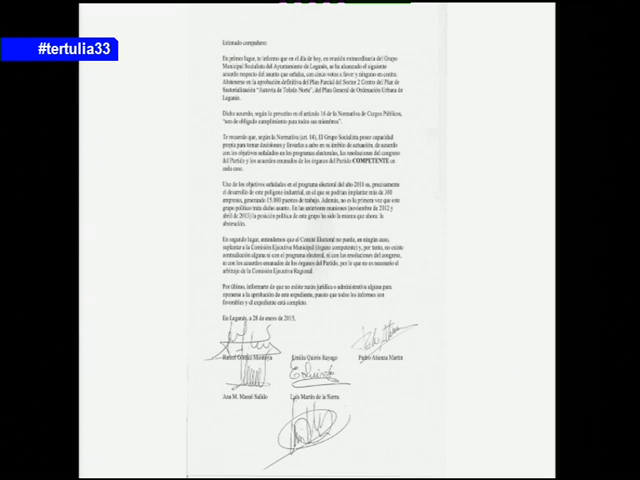 #tertulia33
Estimado compañero:
En primer lugar, te informo que en el día de hoy, en reunión extraordinaria del Grupo
Municipal Socialista del Ayuntamiento de Leganés, se ha alcanzado el siguiente
acuerdo respecto del asunto que señalas, con cinco votos a favor y ninguno en contra:
Abstenerse en la aprobación definitiva del Plan Parcial del Sector 2 Centro del Plan de
Sectorialización "Autovía de Toledo Norte", del Plan General de Ordenación Urbana de
Leganés.
Dicho acuerdo, según lo prescrito en el artículo 16 de la Normativa de Cargos Públicos,
"son de obligado cumplimiento para todos sus miembros".
Te recuerdo que, según la Normativa (art. 14), El Grupo Socialista posee capacidad
propia para tomar decisiones y llevarlas a cabo en su ámbito de actuación, de acuerdo
con los objetivos señalados en los programas electorales, las resoluciones del congreso
del Partido y los acuerdos emanados de los órganos del Partido COMPETENTE en
cada caso.
Uno de los objetivos señalados en el programa electoral del año 2010 es, precisamente
el desarrollo de este polígono industrial, en el que se podrían implantar más de 300
empresas, generando 15.000 puestos de trabajo. Además, no es la primera vez que este
grupo político trata dicho asunto. En las anteriores reuniones (noviembre de 2012 y
abril de 2013) la posición política de este grupo ha sido la misma que ahora: la
abstención.
En segundo lugar, entendemos que el Comité Electoral no puede, en ningún caso,
suplantar a la Comisión Ejecutiva Municipal (órgano competente) y, por tanto, no existe
contradicción alguna ni con el programa electoral, ni con las resoluciones del congreso,
ni con los acuerdos emanados de los órganos del Partido, por lo que no es necesario el
arbitraje de la Comisión Ejecutiva Regional.
Por último, informarte de que no existe razón jurídica o administrativa alguna para
oponerse a la aprobación de este expediente, puesto que todos los informes son
favorables y el expediente está completo.
En Leganés, a 28 de enero de 2015.
Rafael Gómez Montoya Emilia Quirós Rayago Pedro Atienza Martín
Ana M. Massó Salido Luis Martín de la Sierra